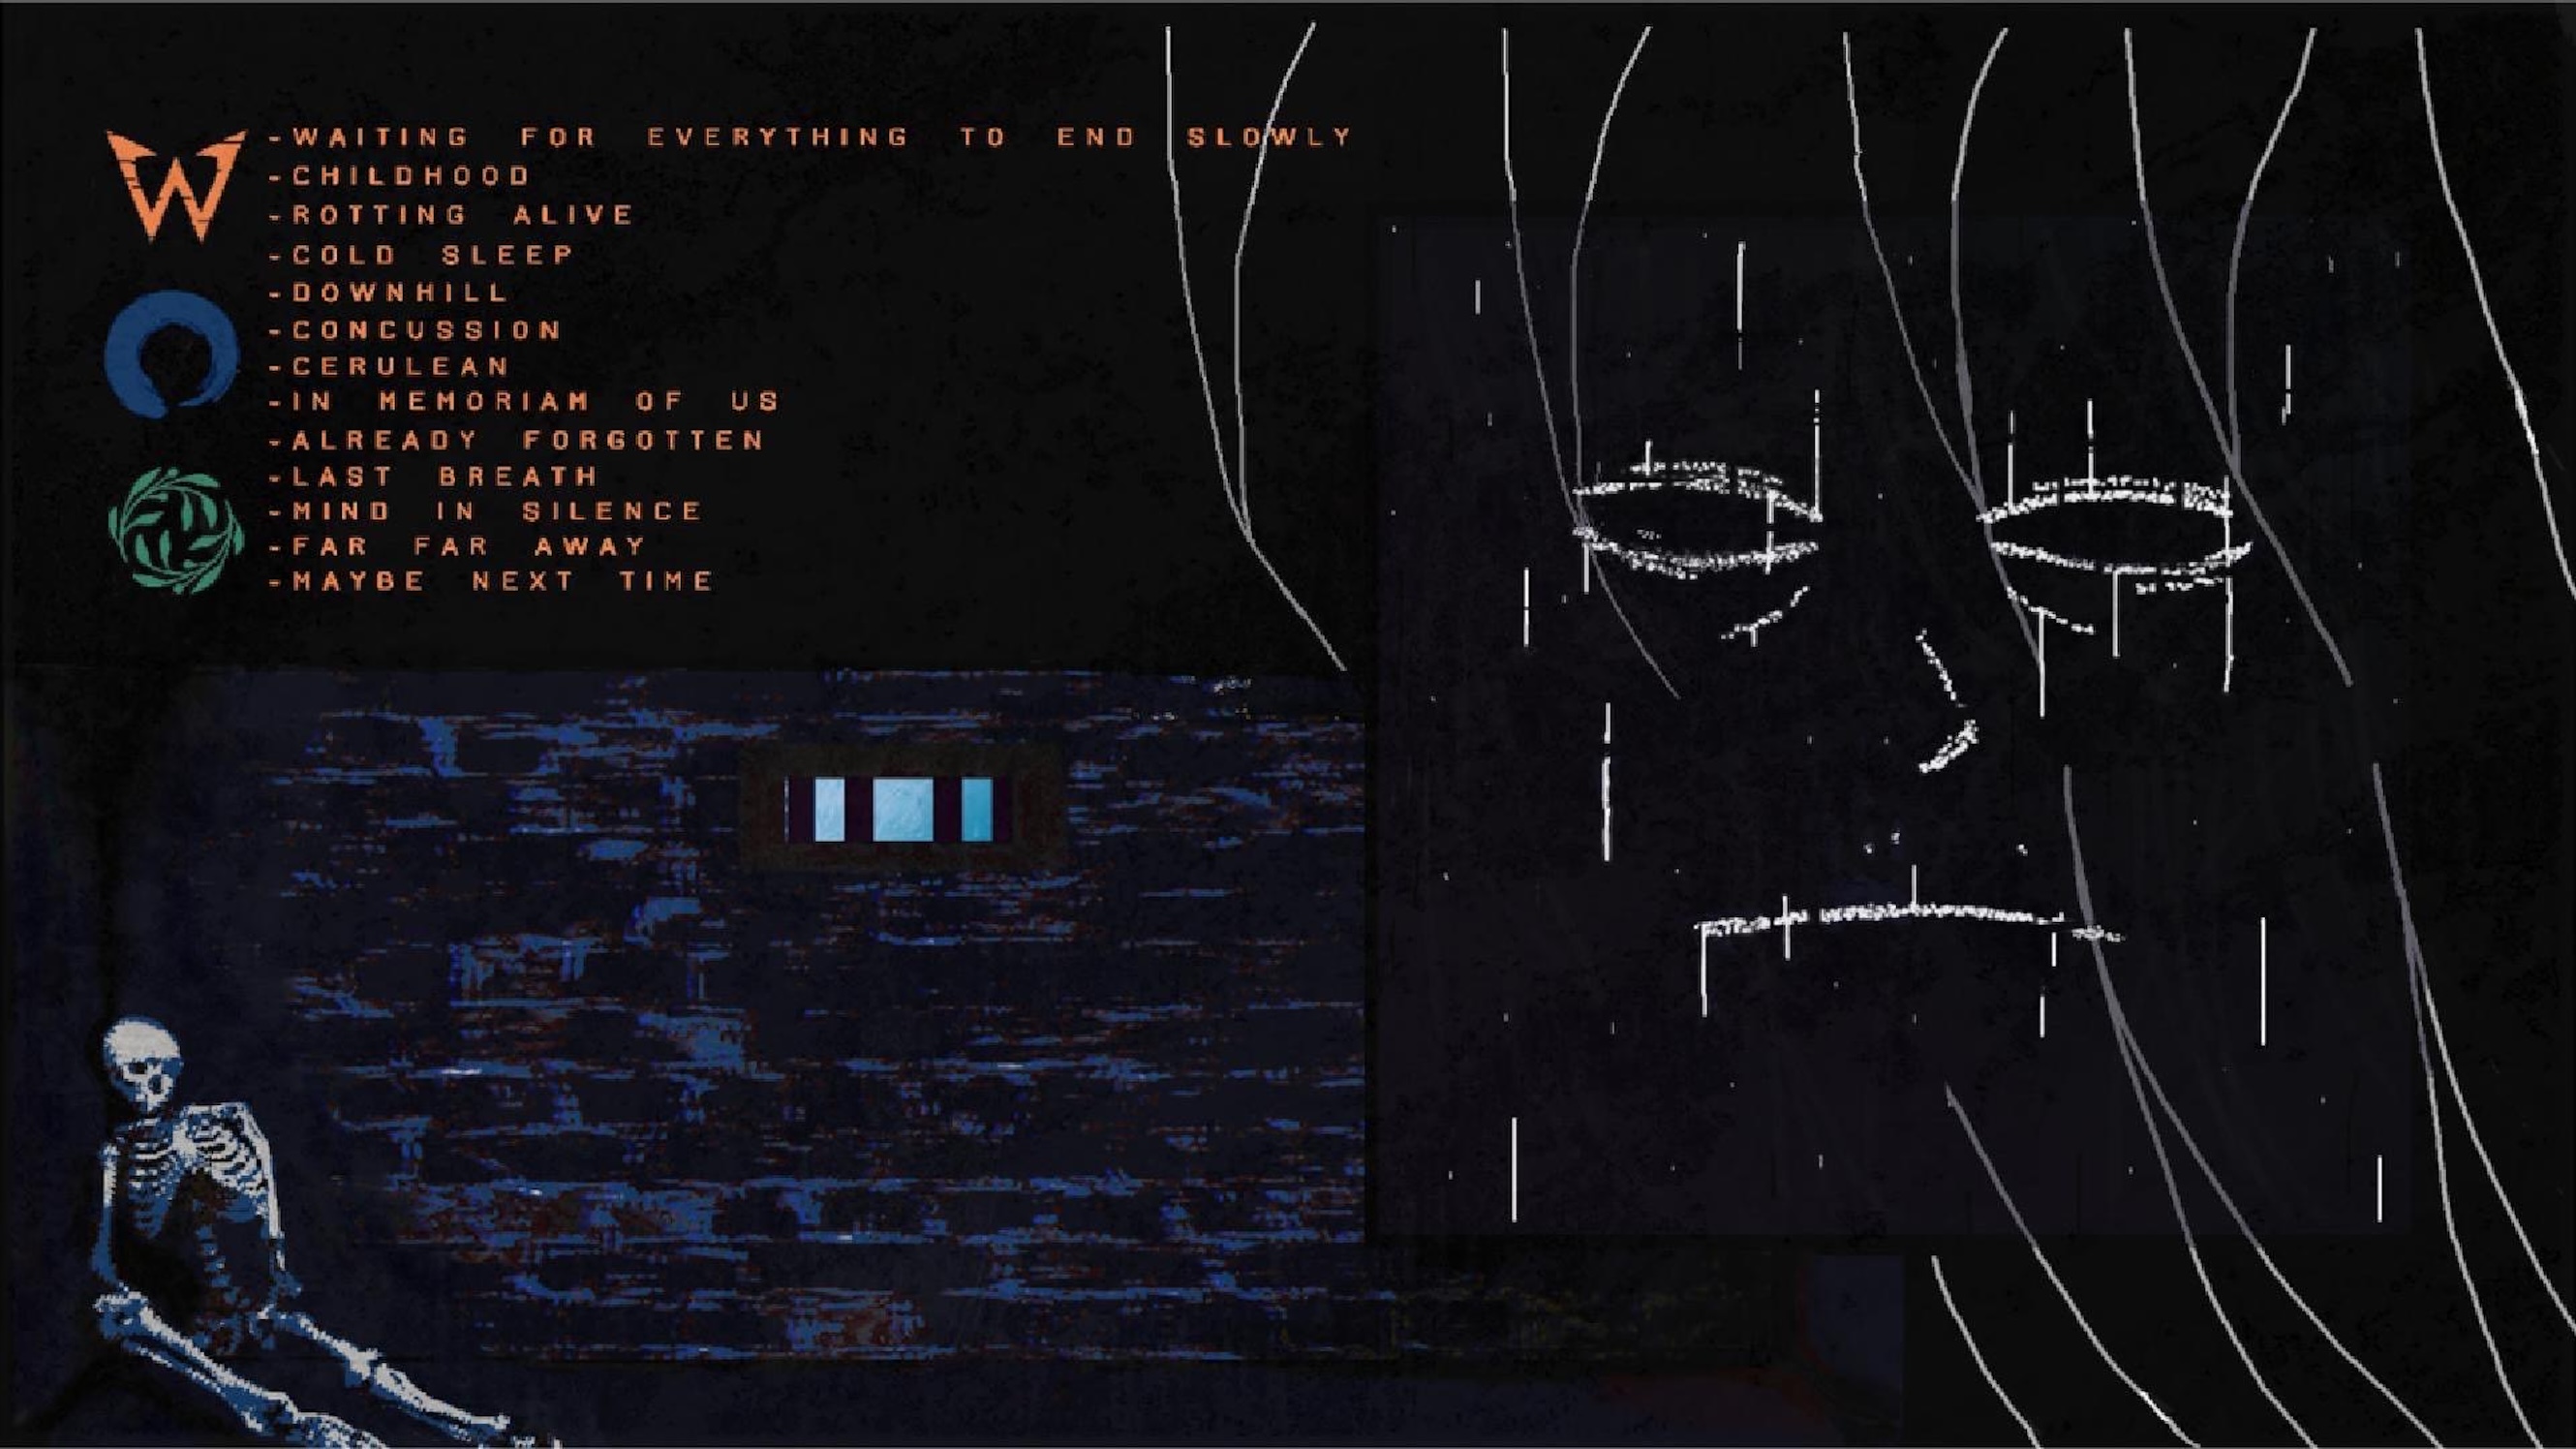 W
-WAITING FOR EVERYTHING TO END SLOWLY
-CHILDHOOD
-ROTTING ALIVE
-COLD SLEEP
-DOWNHILL
-CONCUSSION
-CERULEAN
-IN MEMORIAM OF US
-ALREADY FORGOTTEN
-LAST BREATH
-MIND IN SILENCE
-FAR FAR AWAY
-MAYBE NEXT TIME